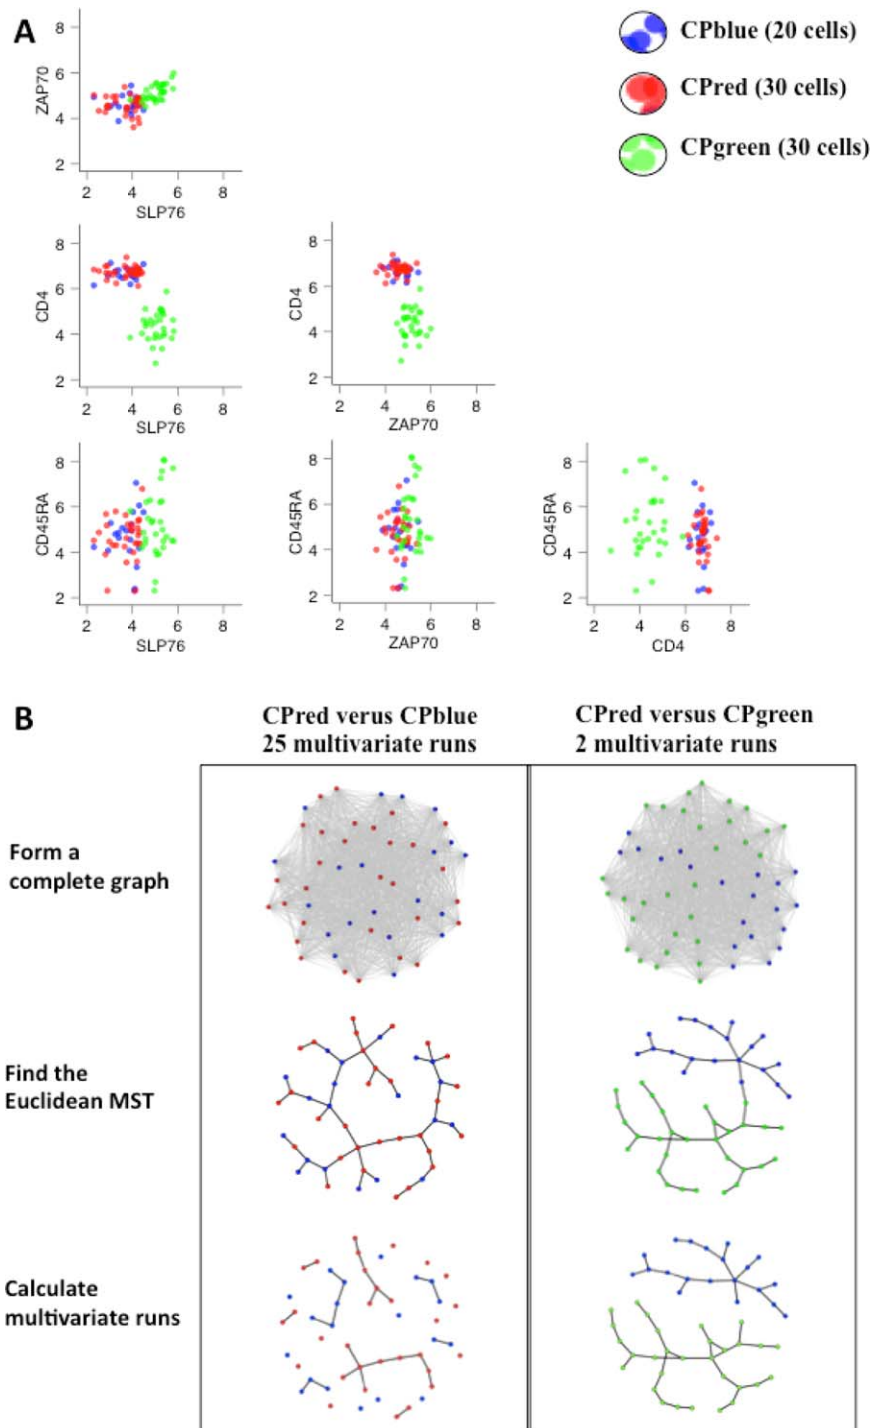 A
8
6
4
2
ZAP70
2 4 6 8
SLP76
CPblue (20 cells)
CPred (30 cells)
CPgreen (30 cells)
8
6
4
2
CD4
2 4 6 8
SLP76
8
6
4
2
CD4
2 4 6 8
ZAP70
8
6
4
2
CD45RA
2 4 6 8
SLP76
8
6
4
2
CD45RA
2 4 6 8
ZAP70
8
6
4
2
CD45RA
2 4 6 8
CD4
B
CPred verus CPblue
25 multivariate runs
CPred versus CPgreen
2 multivariate runs
Form a
complete graph
Find the
Euclidean MST
Calculate
multivariate runs